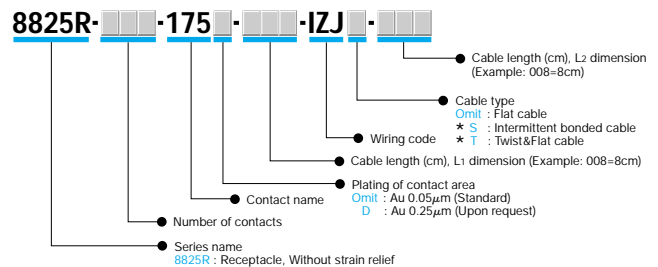 8825R-□□□-175□-□□□-IZJ□-□□□
Cable length (cm), L2 dimension
(Example: 008=8cm)
Cable type
Omit : Flat cable
* S : Intermittent bonded cable
* T : Twist&Flat cable
Wiring code
Cable length (cm), L1 dimension (Example: 008=8cm)
Plating of contact area
Omit : Au 0.05μm (Standard)
D : Au 0.25μm (Upon request)
Contact name
Number of contacts
Series name
8825R : Receptacle, Without strain relief